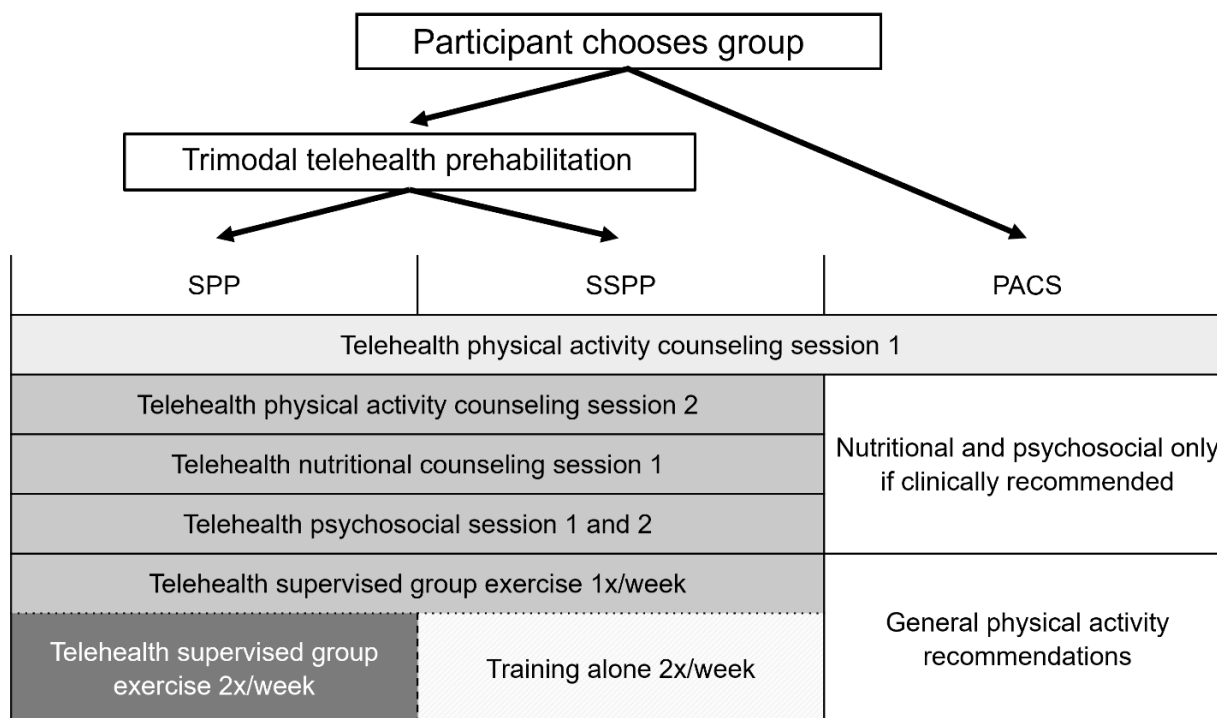 Participant chooses group
Trimodal telehealth prehabilitation
SPP
SSPP
PACS
Telehealth physical activity counseling session 1
Telehealth physical activity counseling session 2
Telehealth nutritional counseling session 1
Telehealth psychosocial session 1 and 2
Nutritional and psychosocial only
if clinically recommended
Telehealth supervised group exercise 1x/week
Telehealth supervised group
exercise 2x/week
Training alone 2x/week
General physical activity
recommendations